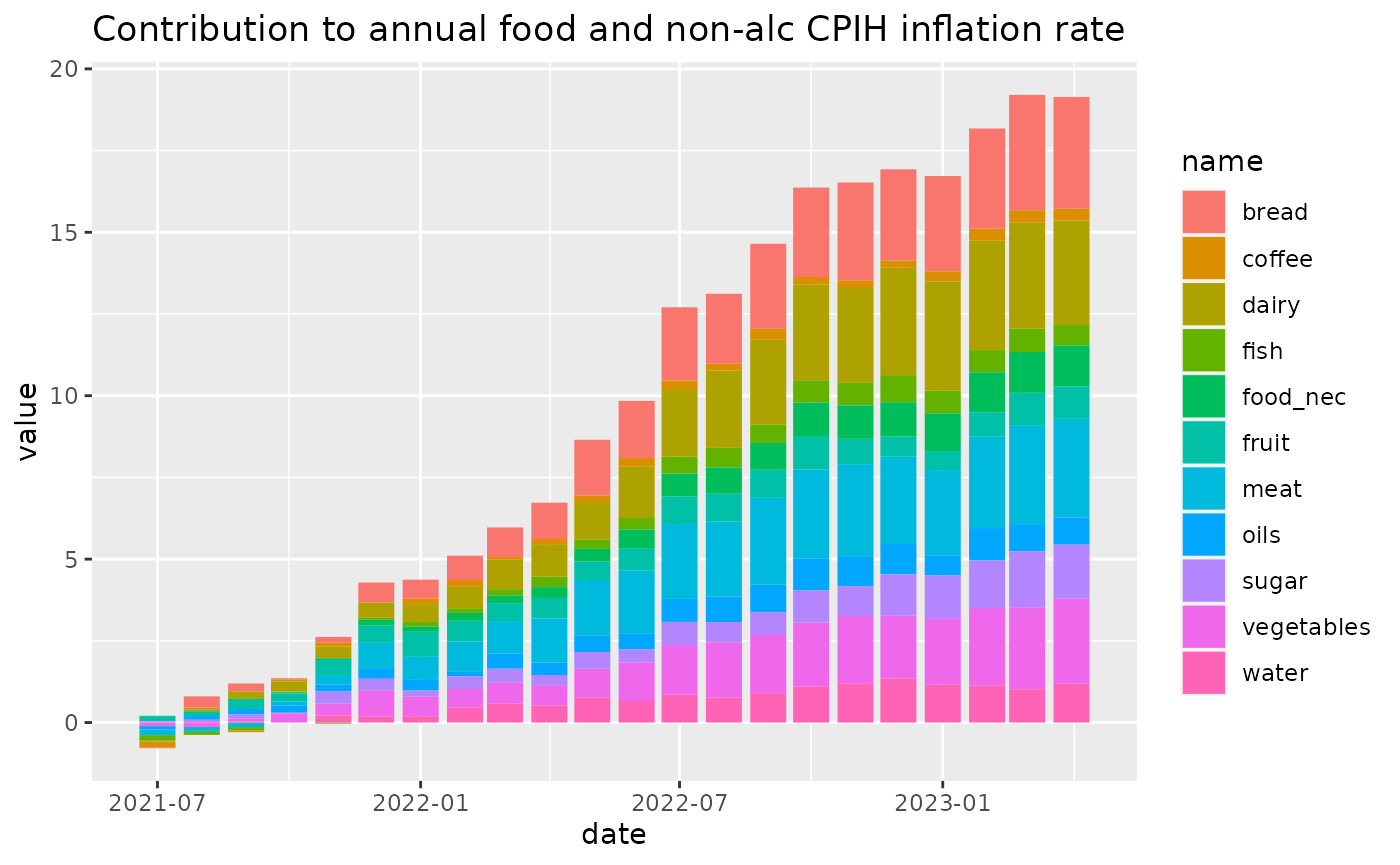 Contribution to annual food and non-alc CPIH inflation rate
20
15
10
5
0
value
2021-07
2022-01
2022-07
2023-01
date
name
bread
coffee
dairy
fish
food_nec
fruit
meat
oils
sugar
vegetables
water